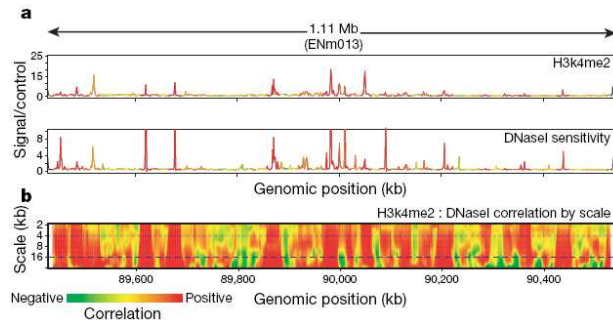 a
1.11 Mb
(ENm013)
H3k4me2
25
15
0
Signal/control
DNaseI sensitivity
8
4
0
Genomic position (kb)
b
H3k4me2 : DNaseI correlation by scale
Scale (kb)
2
4
8
16
89,600 89,800 90,000 90,200 90,400
Negative Positive Genomic position (kb)
Correlation